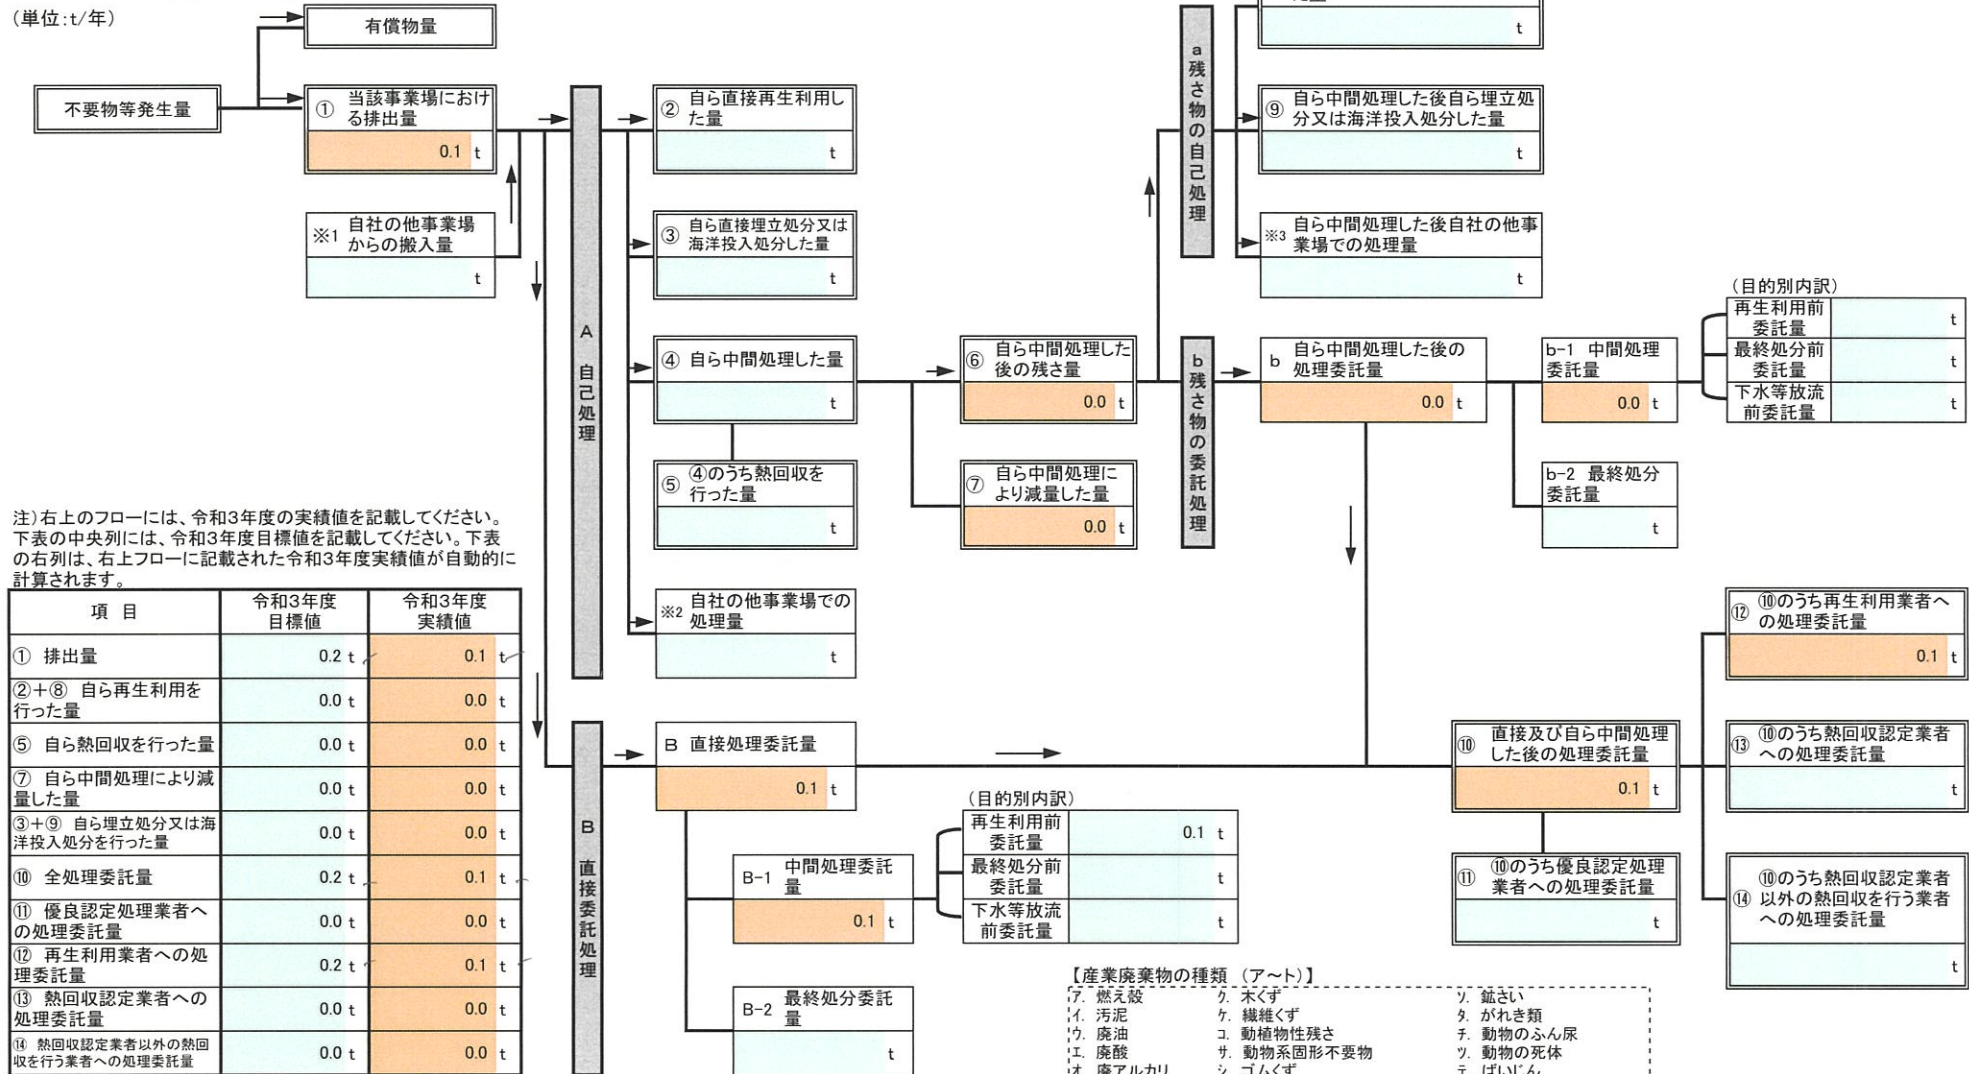 (単位:t/年)
有償物量
不要物等発生量
① 当該事業場におけ
る排出量
0.1 t
※1 自社の他事業場
からの搬入量
t
A 自己処理
② 自ら直接再生利用し
た量
t
③ 自ら直接埋立処分又は
海洋投入処分した量
t
④ 自ら中間処理した量
t
⑤ ④のうち熱回収を
行った量
t
※2 自社の他事業場での
処理量
t
⑥ 自ら中間処理した
後の残さ量
0.0 t
⑦ 自ら中間処理に
より減量した量
0.0 t
a 残さ物の自己処理
t
⑨ 自ら中間処理した後自ら埋立処
分又は海洋投入処分した量
t
※3 自ら中間処理した後自社の他事
業場での処理量
t
b 残さ物の委託処理
b 自ら中間処理した後の
処理委託量
0.0 t
b-1 中間処理
委託量
0.0 t
(目的別内訳)
再生利用前
委託量 t
最終処分前
委託量 t
下水等放流
前委託量 t
b-2 最終処分
委託量
t
注)右上のフローには、令和3年度の実績値を記載してください。
下表の中央列には、令和3年度目標値を記載してください。下表
の右列は、右上フローに記載された令和3年度実績値が自動的に
計算されます。
項 目 令和3年度 目標値 令和3年度 実績値
① 排出量 0.2 t 0.1 t
②+⑧ 自ら再生利用を
行った量 0.0 t 0.0 t
⑤ 自ら熱回収を行った量 0.0 t 0.0 t
⑦ 自ら中間処理により減
量した量 0.0 t 0.0 t
③+⑨ 自ら埋立処分又は海
洋投入処分を行った量 0.0 t 0.0 t
⑩ 全処理委託量 0.2 t 0.1 t
⑪ 優良認定処理業者へ
の処理委託量 0.0 t 0.0 t
⑫ 再生利用業者への処
理委託量 0.2 t 0.1 t
⑬ 熱回収認定業者への
処理委託量 0.0 t 0.0 t
⑭ 熱回収認定業者以外の熱回
収を行う業者への処理委託量 0.0 t 0.0 t
B 直接委託処理
B 直接処理委託量
0.1 t
B-1 中間処理委託
量
0.1 t
(目的別内訳)
再生利用前
委託量 0.1 t
最終処分前
委託量 t
下水等放流
前委託量 t
B-2 最終処分委託
量
t
⑩ 直接及び自ら中間処理
した後の処理委託量
0.1 t
⑪ ⑩のうち優良認定処理
業者への処理委託量
t
⑫ ⑩のうち再生利用業者へ
の処理委託量
0.1 t
⑬ ⑩のうち熱回収認定業者
への処理委託量
t
⑭ ⑩のうち熱回収認定業者
以外の熱回収を行う業者
への処理委託量
t
【産業廃棄物の種類 (ア~ト)】
ア. 燃え殻 ク. 木くず ソ. 鉱さい
イ. 汚泥 ケ. 繊維くず タ. がれき類
ウ. 廃油 コ. 動植物性残さ チ. 動物のふん尿
エ. 廃酸 サ. 動物系固形不要物 ツ. 動物の死体
オ. 廃アルカリ シ. ゴムくず テ. ばいじん